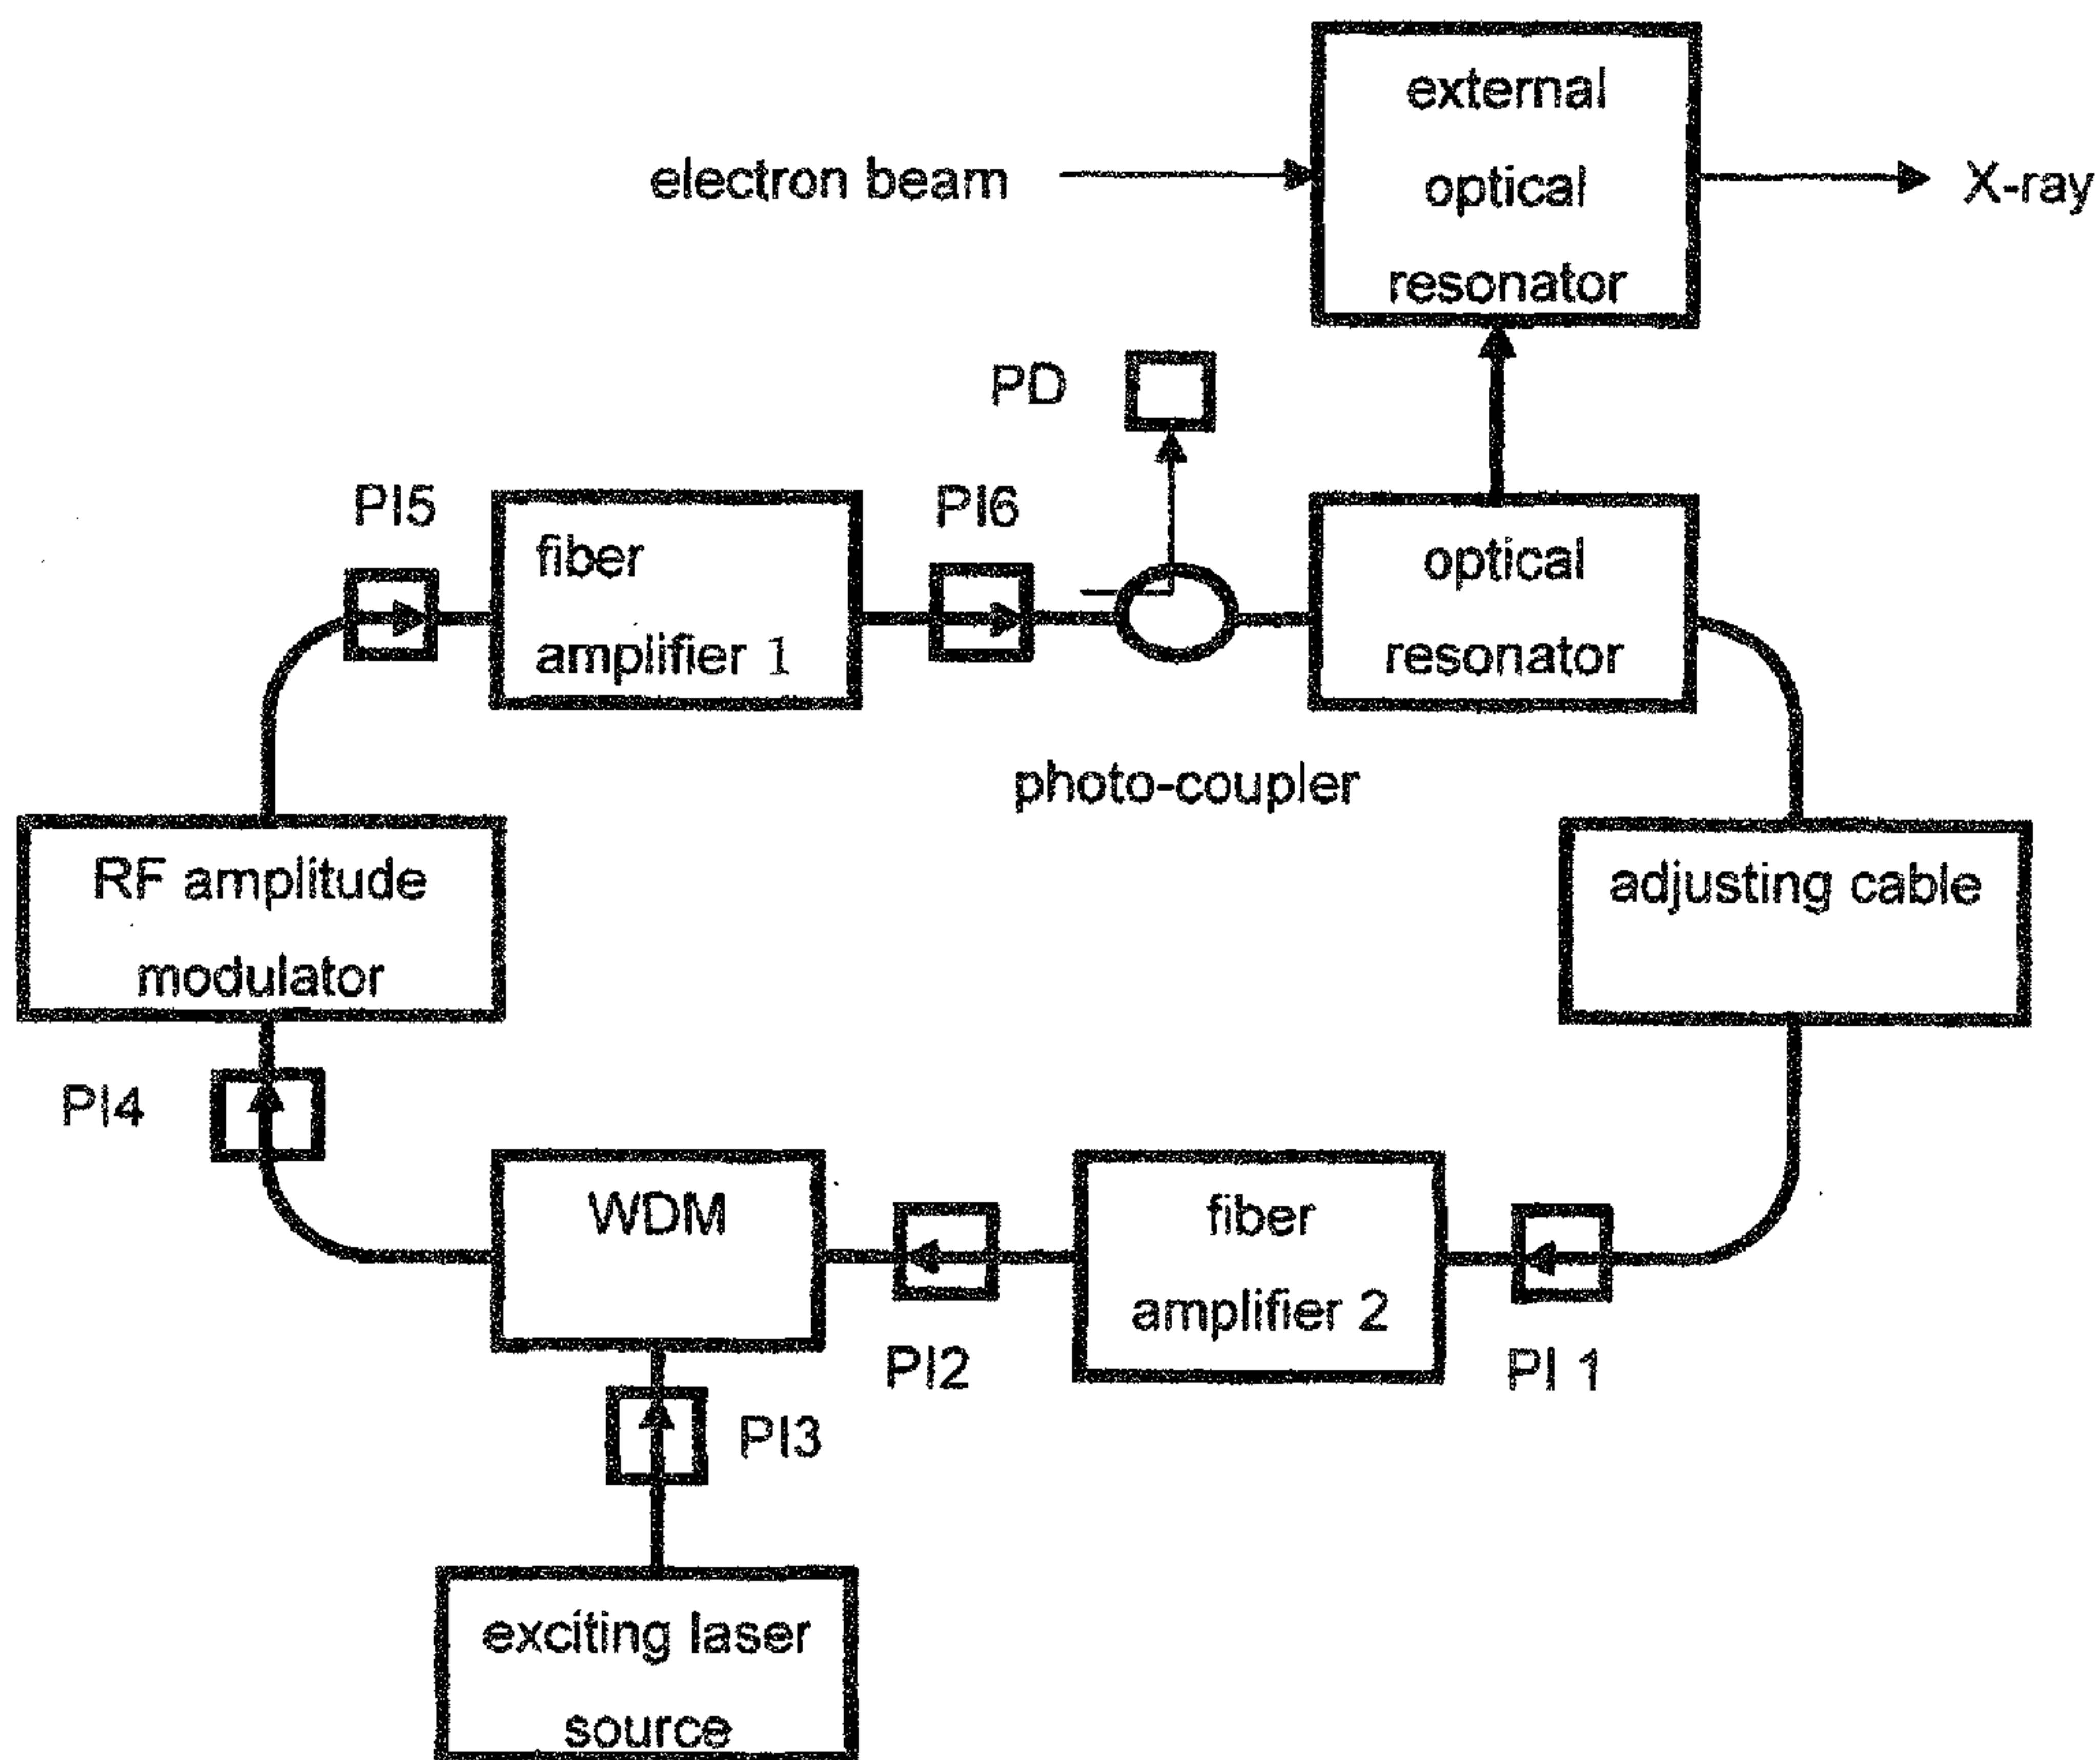 external
optical
resonator
electron beam
X-ray
PD
PI5
fiber
amplifier 1
PI6
optical
resonator
photo-coupler
RF amplitude
modulator
adjusting cable
PI4
WDM
fiber
amplifier 2
PI2
PI 1
PI3
exciting laser
source